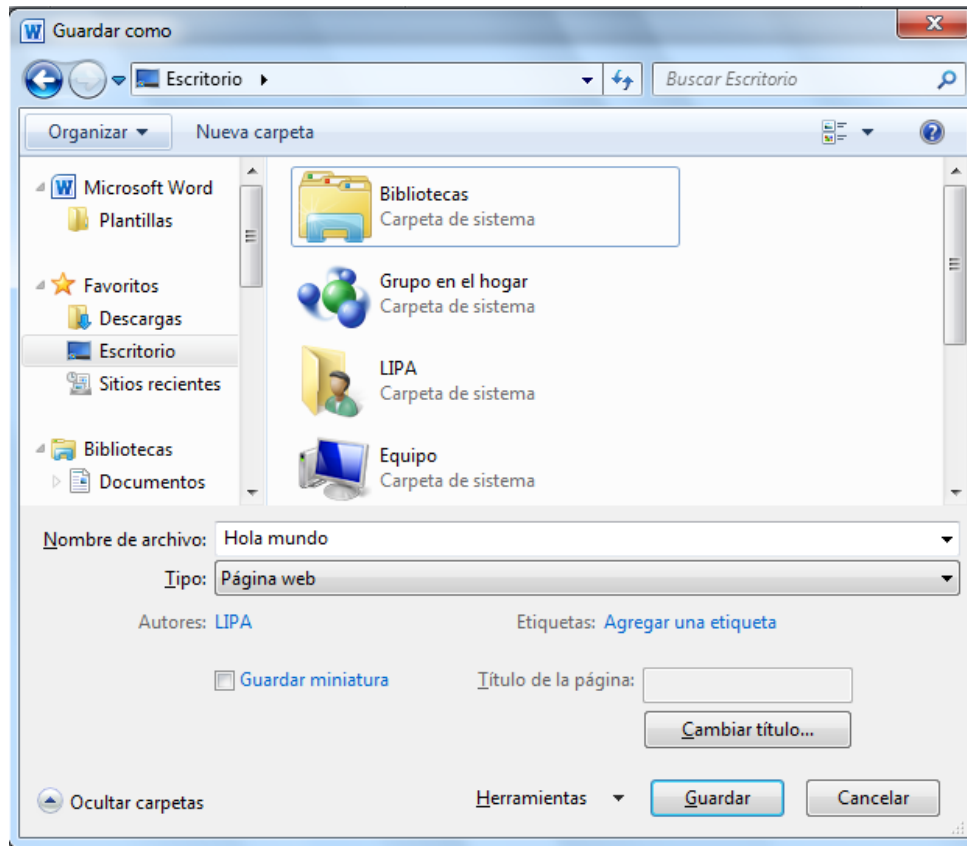 Guardar como
Escritorio
Buscar Escritorio
Organizar
Nueva carpeta
Microsoft Word
Plantillas
Favoritos
Descargas
Escritorio
Sitios recientes
Bibliotecas
Documentos
Bibliotecas
Carpeta de sistema
Grupo en el hogar
Carpeta de sistema
LIPA
Carpeta de sistema
Equipo
Carpeta de sistema
Nombre de archivo: Hola mundo
Tipo: Página web
Autores: LIPA
Etiquetas: Agregar una etiqueta
Guardar miniatura
Título de la página:
Cambiar título...
Ocultar carpetas
Herramientas
Guardar
Cancelar